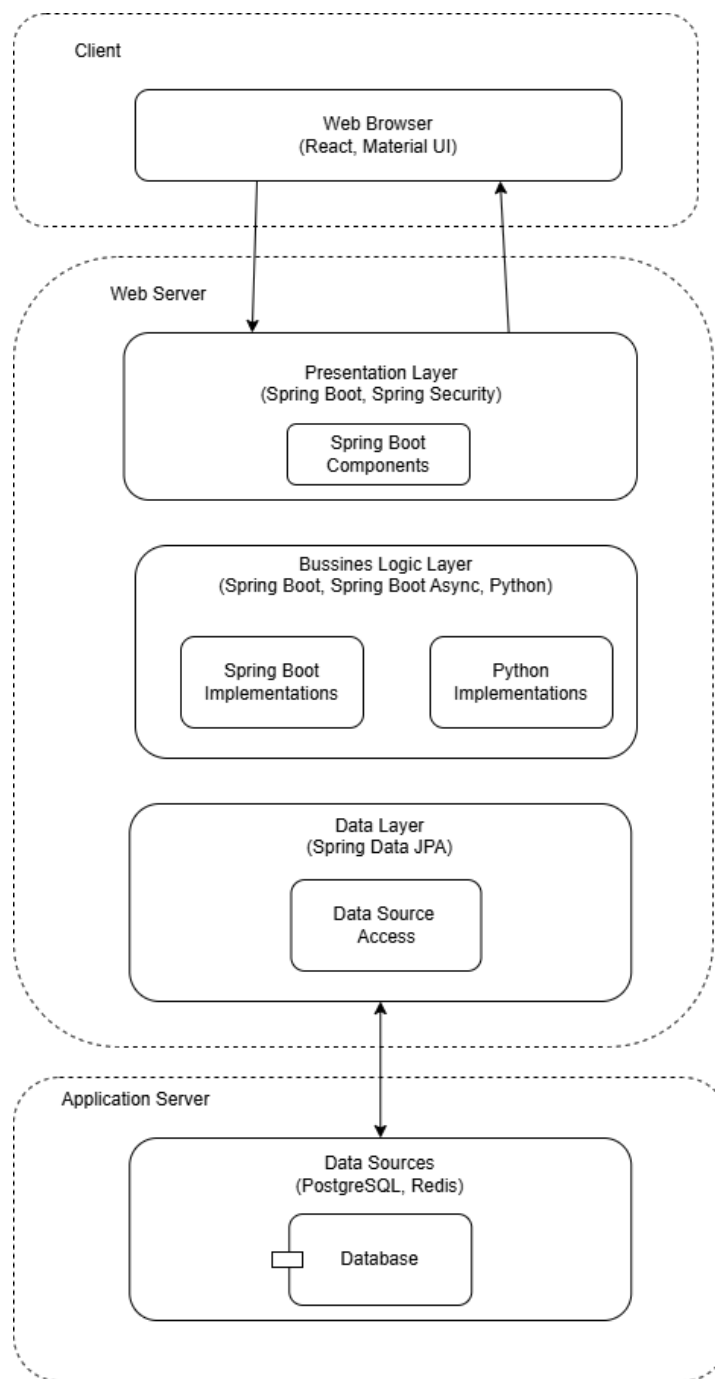 Client
Web Browser
(React, Material UI)
Web Server
Presentation Layer
(Spring Boot, Spring Security)
Spring Boot
Components
Bussines Logic Layer
(Spring Boot, Spring Boot Async, Python)
Spring Boot
Implementations
Python
Implementations
Data Layer
(Spring Data JPA)
Data Source
Access
Application Server
Data Sources
(PostgreSQL, Redis)
Database